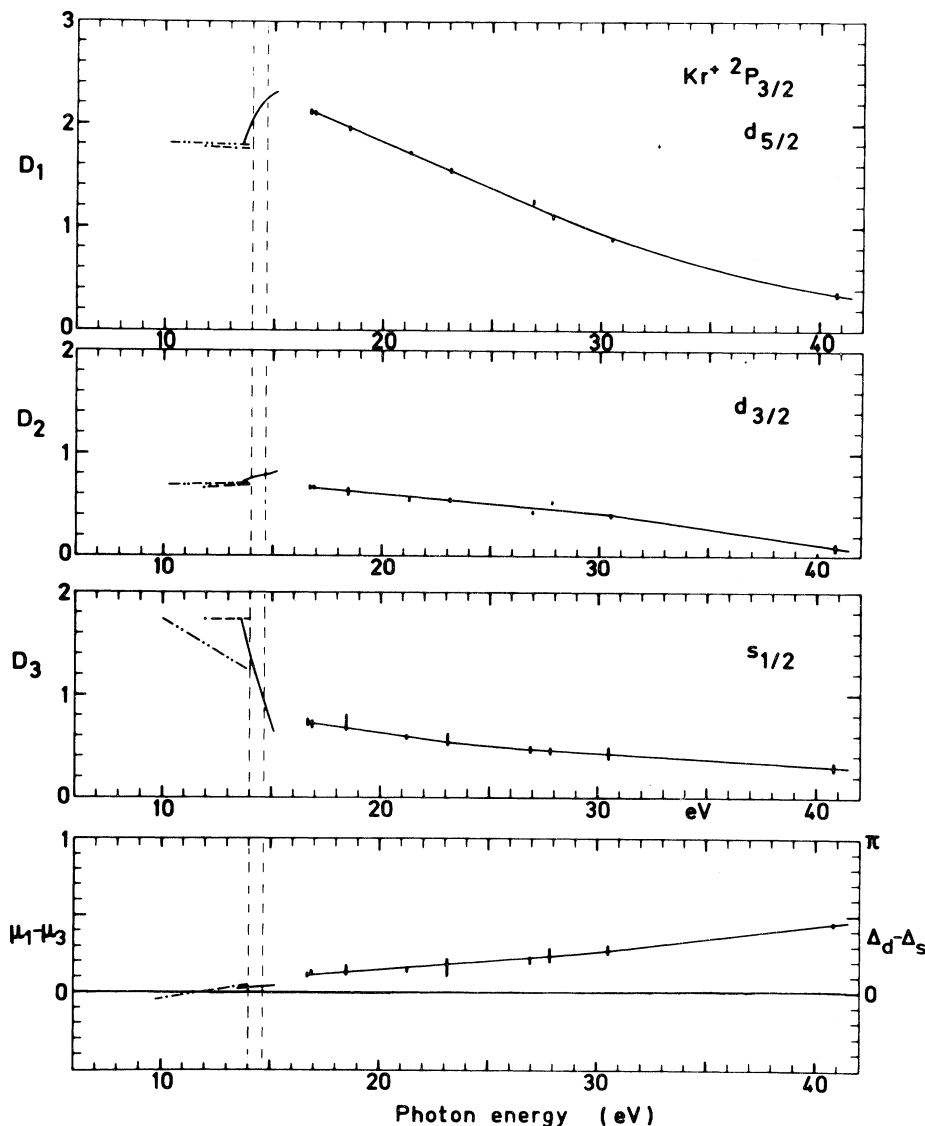 3
Kr⁺ ²P₃/₂
2
d₅/₂
D₁
1
0
10 20 30 40
2
D₂
d₃/₂
1
0
10 20 30 40
2
D₃
s₁/₂
1
0
10 20 30 eV 40
1
π
μ₁-μ₃
Δd-Δs
0
0
10 20 30 40
Photon energy (eV)